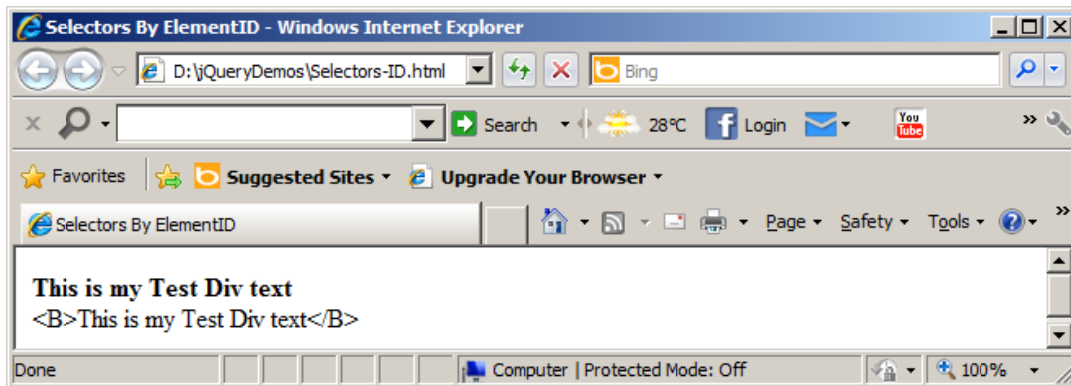 Selectors By ElementID - Windows Internet Explorer
D:\jQueryDemos\Selectors-ID.html Bing
Search 28°C Login You Tube »
Favorites Suggested Sites Upgrade Your Browser
Selectors By ElementID Page Safety Tools »
This is my Test Div text
<B>This is my Test Div text</B>
Done Computer | Protected Mode: Off 100%